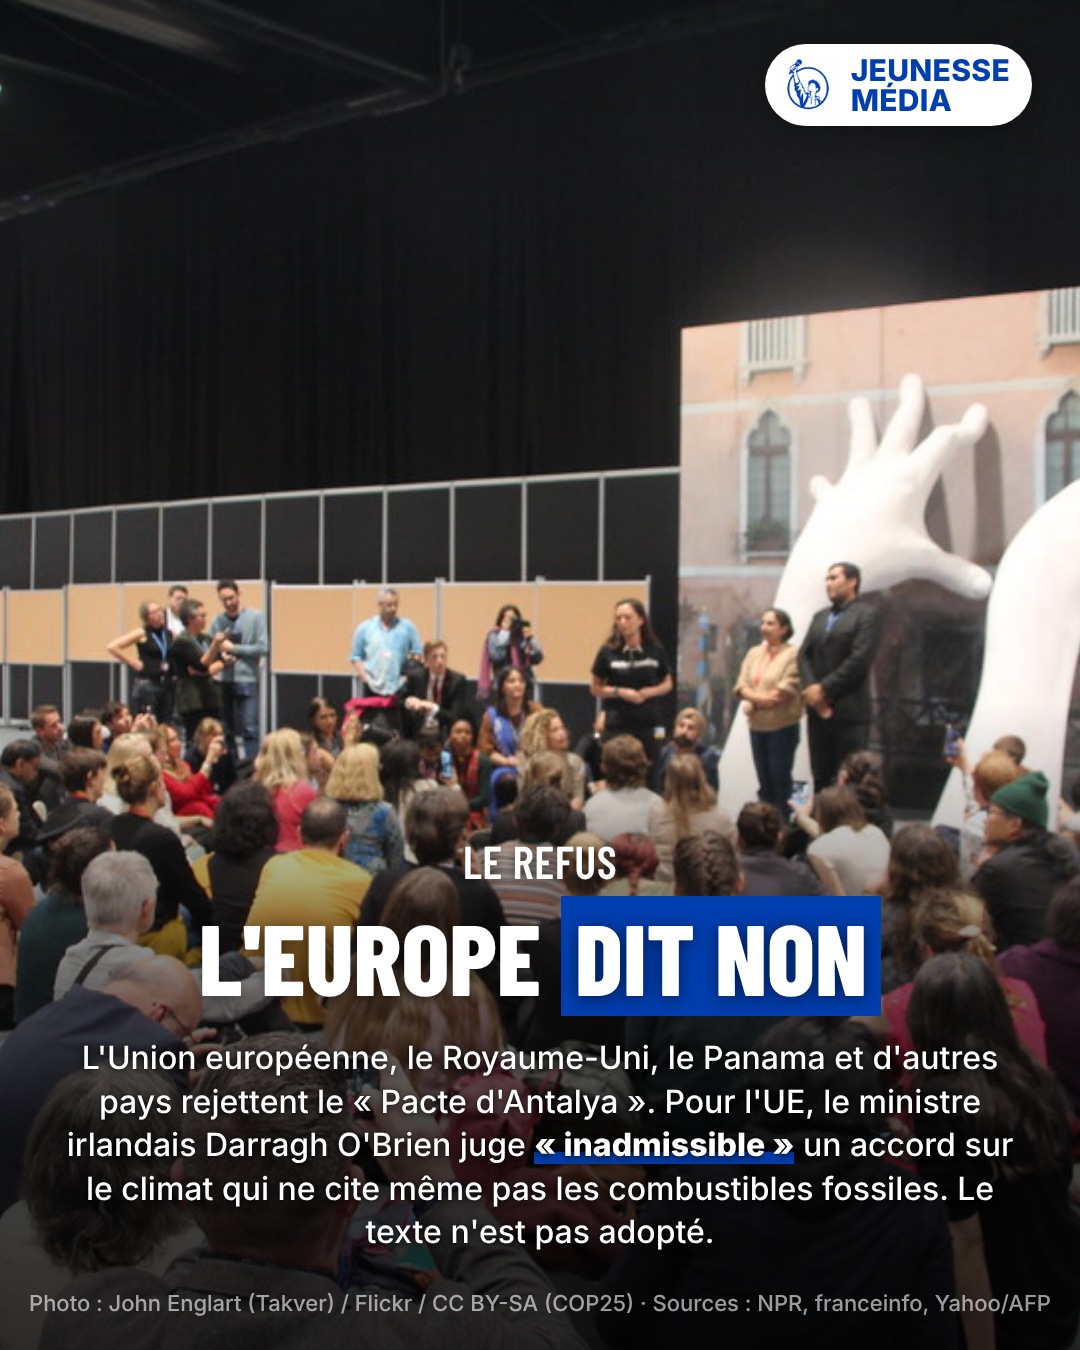 JEUNESSE
MÉDIA
LE REFUS
L'EUROPE DIT NON
L'Union européenne, le Royaume-Uni, le Panama et d'autres
pays rejettent le « Pacte d'Antalya ». Pour l'UE, le ministre
irlandais Darragh O'Brien juge « inadmissible » un accord sur
le climat qui ne cite même pas les combustibles fossiles. Le
texte n'est pas adopté.
Photo : John Englart (Takver) / Flickr / CC BY-SA (COP25) · Sources : NPR, franceinfo, Yahoo/AFP